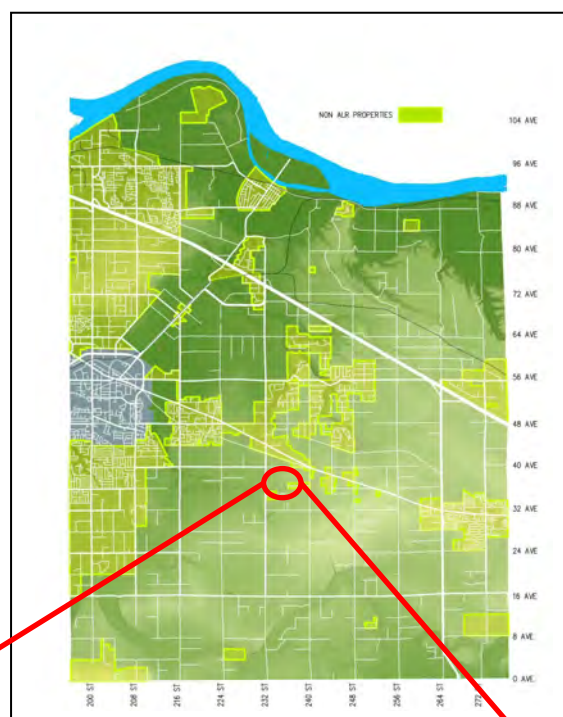 NON ALR PROPERTIES
104 AVE
96 AVE
88 AVE
80 AVE
72 AVE
64 AVE
56 AVE
48 AVE
40 AVE
32 AVE
24 AVE
16 AVE
8 AVE.
0 AVE.
200 ST
208 ST
216 ST
224 ST
232 ST
240 ST
248 ST
256 ST
264 ST
272